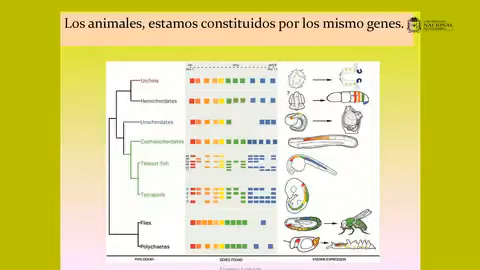 Los animales, estamos constituidos por los mismo genes.
NACIONAL
Urchins
Hemichordates
Urochordates
Cephalochordates
Teleost fish
Tetrapods
Flies
Polychaetes
PHYLOGENY
GENES FOUND
KNOWN EXPRESSION